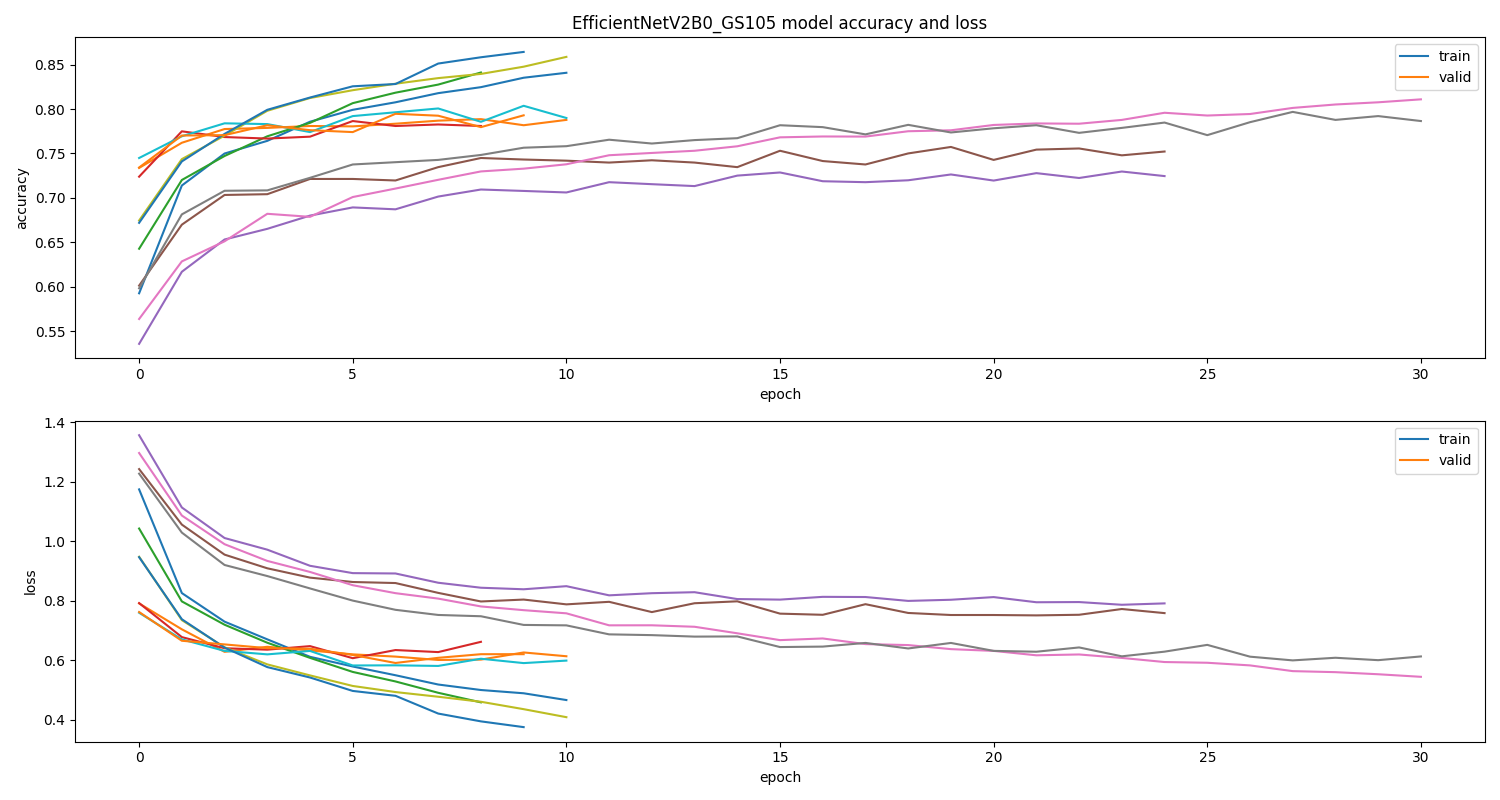 EfficientNetV2B0_GS105 model accuracy and loss
train
valid
0.85
0.80
0.75
0.70
0.65
0.60
0.55
accuracy
0 5 10 15 20 25 30
epoch
train
valid
1.4
1.2
1.0
0.8
0.6
0.4
loss
0 5 10 15 20 25 30
epoch